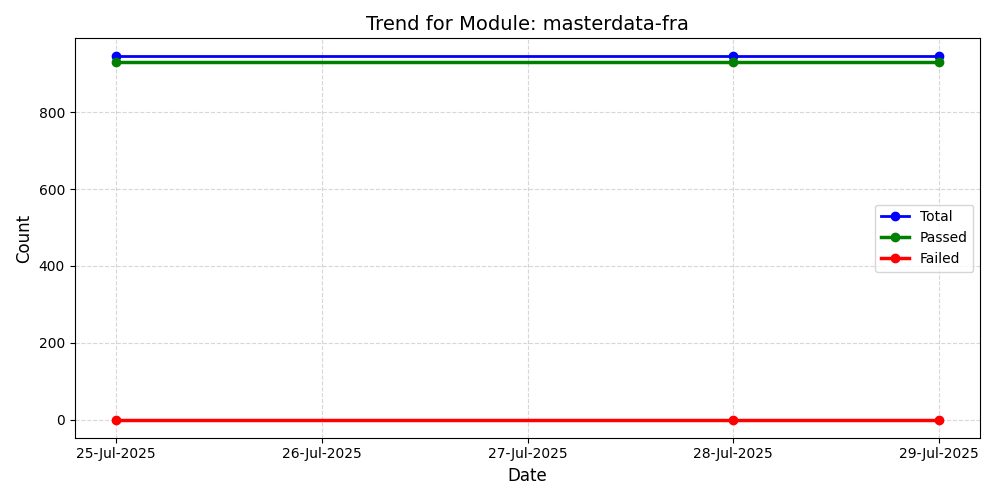 Trend for Module: masterdata-fra
Count
800
600
400
200
0
Total
Passed
Failed
25-Jul-2025 26-Jul-2025 27-Jul-2025 28-Jul-2025 29-Jul-2025
Date